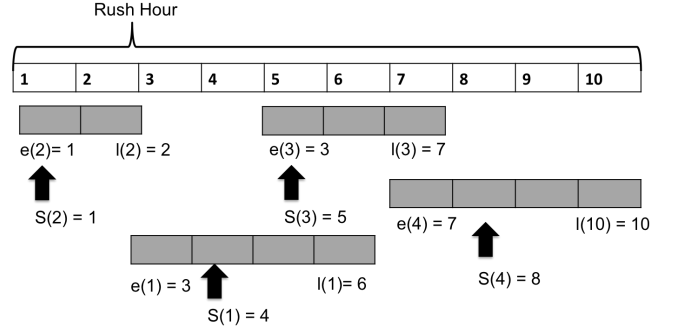 Rush Hour
1 2 3 4 5 6 7 8 9 10
e(2)= 1 l(2) = 2 e(3) = 3 l(3) = 7
S(2) = 1 S(3) = 5 e(4) = 7 l(10) = 10
e(1) = 3 l(1)= 6 S(4) = 8
S(1) = 4